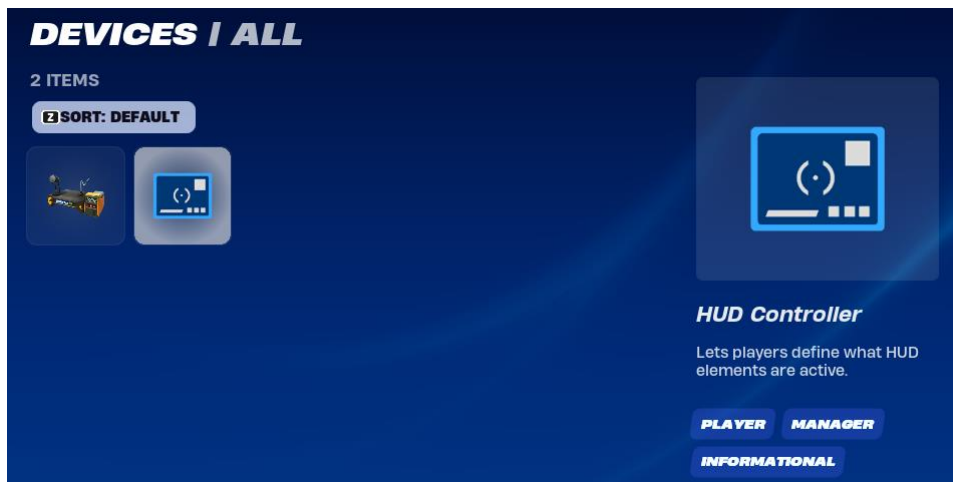 DEVICES / ALL
2 ITEMS
Z SORT: DEFAULT
HUD Controller
Lets players define what HUD
elements are active.
PLAYER MANAGER
INFORMATIONAL